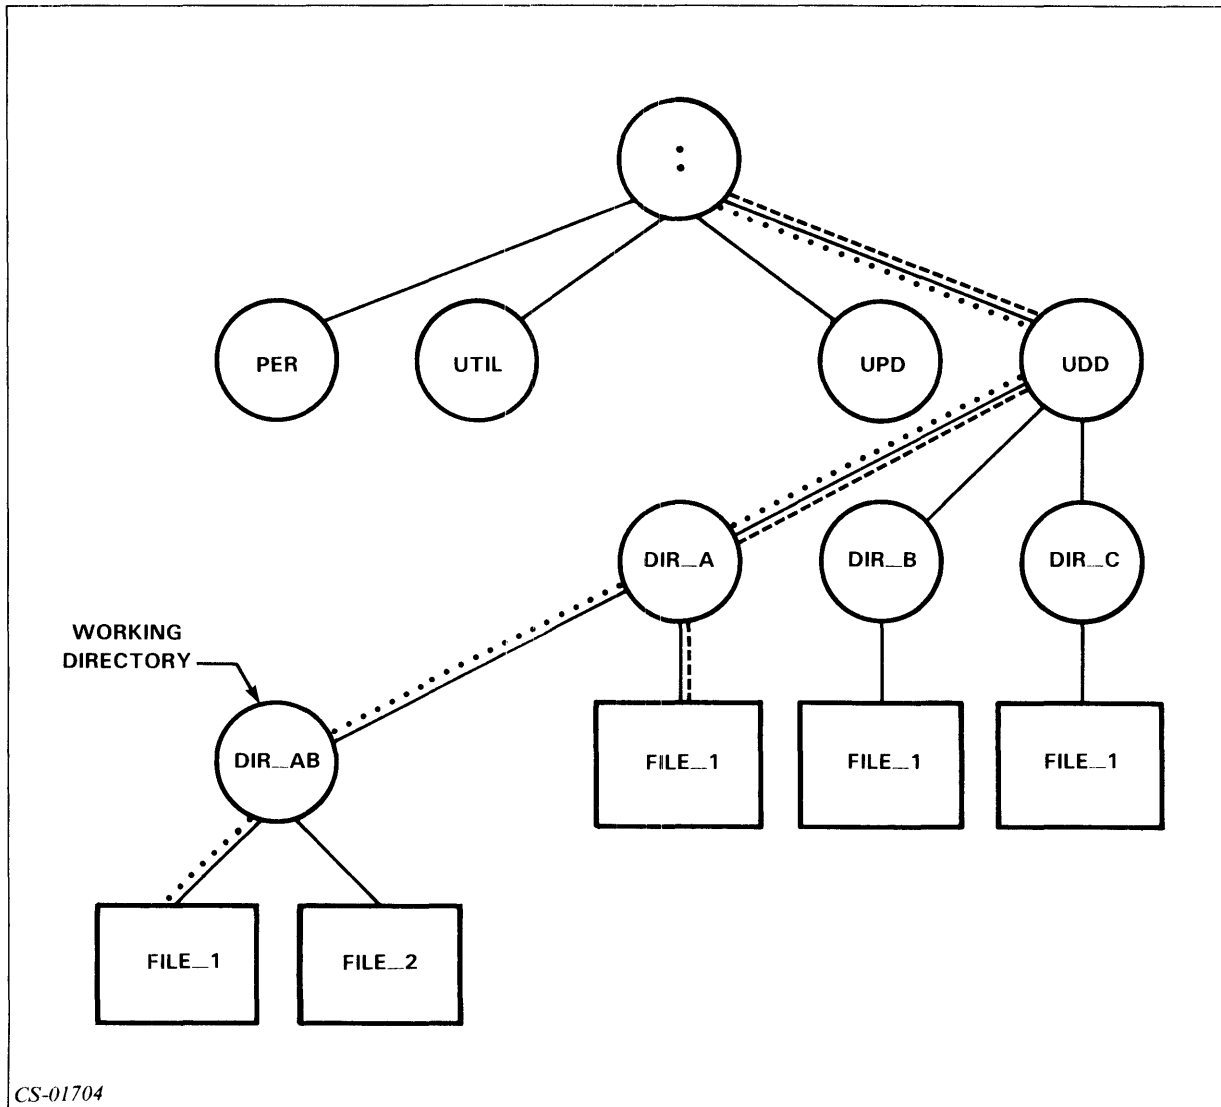 :
PER
UTIL
UPD
UDD
DIR_A
DIR_B
DIR_C
WORKING
DIRECTORY
DIR_AB
FILE_1
FILE_1
FILE_1
FILE_1
FILE_2
CS-01704